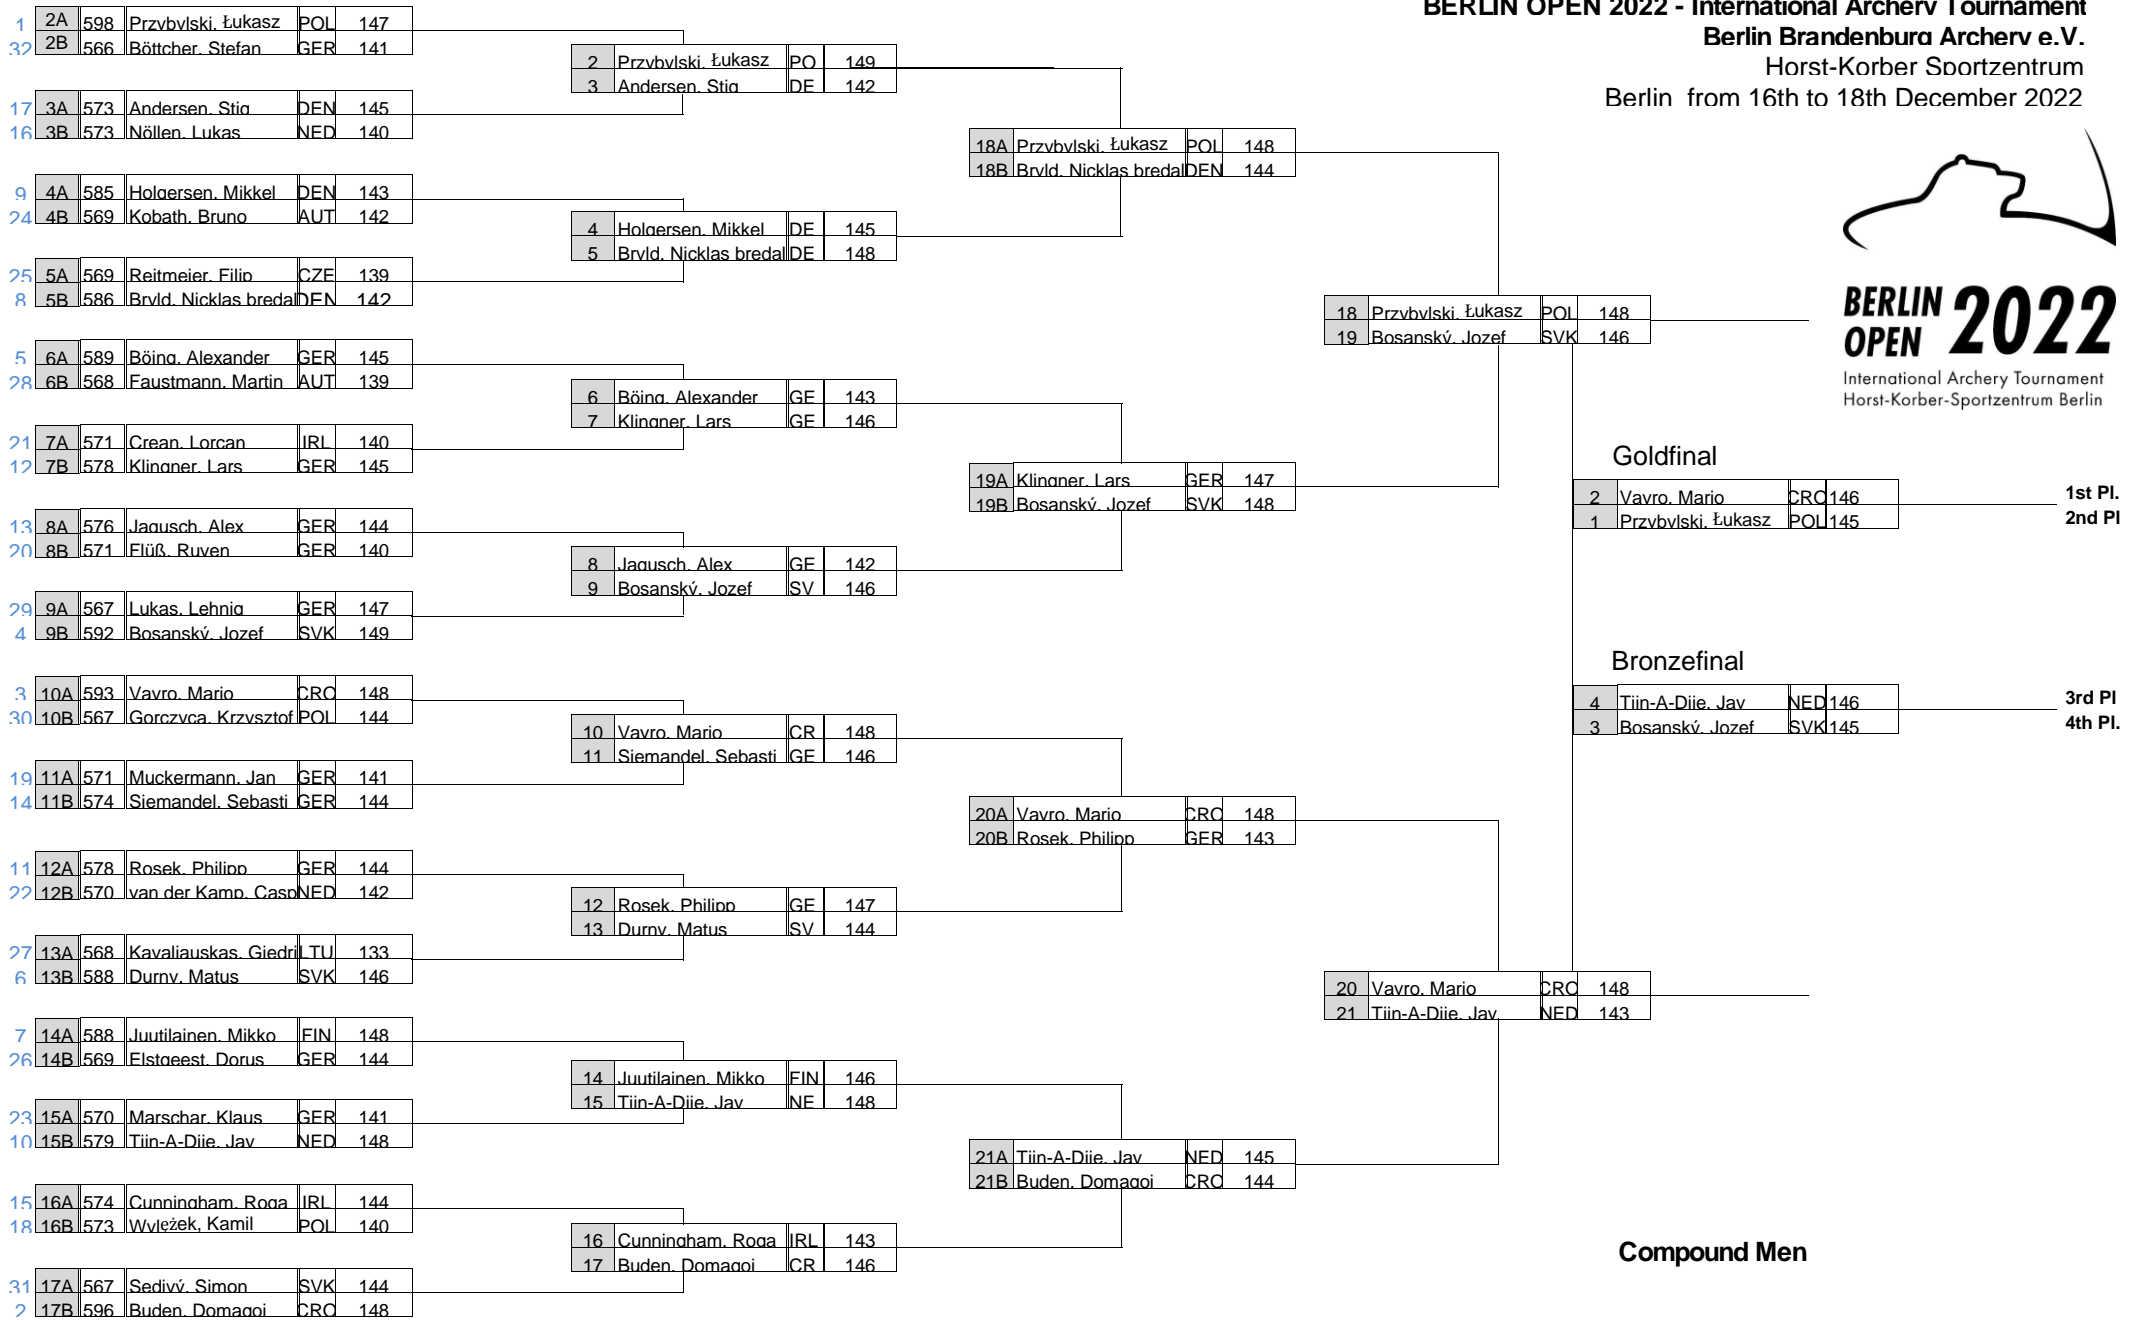 BERLIN OPEN 2022 - International Archery Tournament
Berlin Brandenburg Archery e.V.
Horst-Korber Sportzentrum
Berlin from 16th to 18th December 2022
BERLIN OPEN 2022
International Archery Tournament
Horst-Korber-Sportzentrum Berlin
1 2A 598 Przybylski, Łukasz POL 147
32 2B 566 Böttcher, Stefan GER 141
17 3A 573 Andersen, Stig DEN 145
16 3B 573 Nöllen, Lukas NED 140
9 4A 585 Holgersen, Mikkel DEN 143
24 4B 569 Kobath, Bruno AUT 142
25 5A 569 Reitmeier, Filip CZE 139
8 5B 586 Bryld, Nicklas bredal DEN 142
5 6A 589 Böing, Alexander GER 145
28 6B 568 Faustmann, Martin AUT 139
21 7A 571 Crean, Lorcan IRL 140
12 7B 578 Klingner, Lars GER 145
13 8A 576 Jagusch, Alex GER 144
20 8B 571 Flüß, Ruven GER 140
29 9A 567 Lukas, Lehnig GER 147
4 9B 592 Bosanský, Jozef SVK 149
3 10A 593 Vavro, Mario CRO 148
30 10B 567 Gorczyca, Krzysztof POL 144
19 11A 571 Muckermann, Jan GER 141
14 11B 574 Siemandel, Sebasti GER 144
11 12A 578 Rosek, Philipp GER 144
22 12B 570 van der Kamp, Casp NED 142
27 13A 568 Kavaliauskas, Giedri LTU 133
6 13B 588 Durny, Matus SVK 146
7 14A 588 Juutilainen, Mikko FIN 148
26 14B 569 Elstgeest, Dorus GER 144
23 15A 570 Marschar, Klaus GER 141
10 15B 579 Tjin-A-Djie, Jay NED 148
15 16A 574 Cunningham, Roga IRL 144
18 16B 573 Wylężek, Kamil POL 140
31 17A 567 Sedivý, Simon SVK 144
2 17B 596 Buden, Domagoj CRO 148
2 Przybylski, Łukasz PO 149
3 Andersen, Stig DE 142
4 Holgersen, Mikkel DE 145
5 Bryld, Nicklas bredal DE 148
6 Böing, Alexander GE 143
7 Klingner, Lars GE 146
8 Jagusch, Alex GE 142
9 Bosanský, Jozef SV 146
10 Vavro, Mario CR 148
11 Siemandel, Sebasti GE 146
12 Rosek, Philipp GE 147
13 Durny, Matus SV 144
14 Juutilainen, Mikko FIN 146
15 Tjin-A-Djie, Jay NE 148
16 Cunningham, Roga IRL 143
17 Buden, Domagoj CR 146
18A Przybylski, Łukasz POL 148
18B Bryld, Nicklas bredal DEN 144
19A Klingner, Lars GER 147
19B Bosanský, Jozef SVK 148
20A Vavro, Mario CRO 148
20B Rosek, Philipp GER 143
21A Tjin-A-Djie, Jay NED 145
21B Buden, Domagoj CRO 144
18 Przybylski, Łukasz POL 148
19 Bosanský, Jozef SVK 146
20 Vavro, Mario CRO 148
21 Tjin-A-Djie, Jay NED 143
Goldfinal
2 Vavro, Mario CRO 146 1st Pl.
1 Przybylski, Łukasz POL 145 2nd Pl
Bronzefinal
4 Tjin-A-Djie, Jay NED 146 3rd Pl
3 Bosanský, Jozef SVK 145 4th Pl.
Compound Men